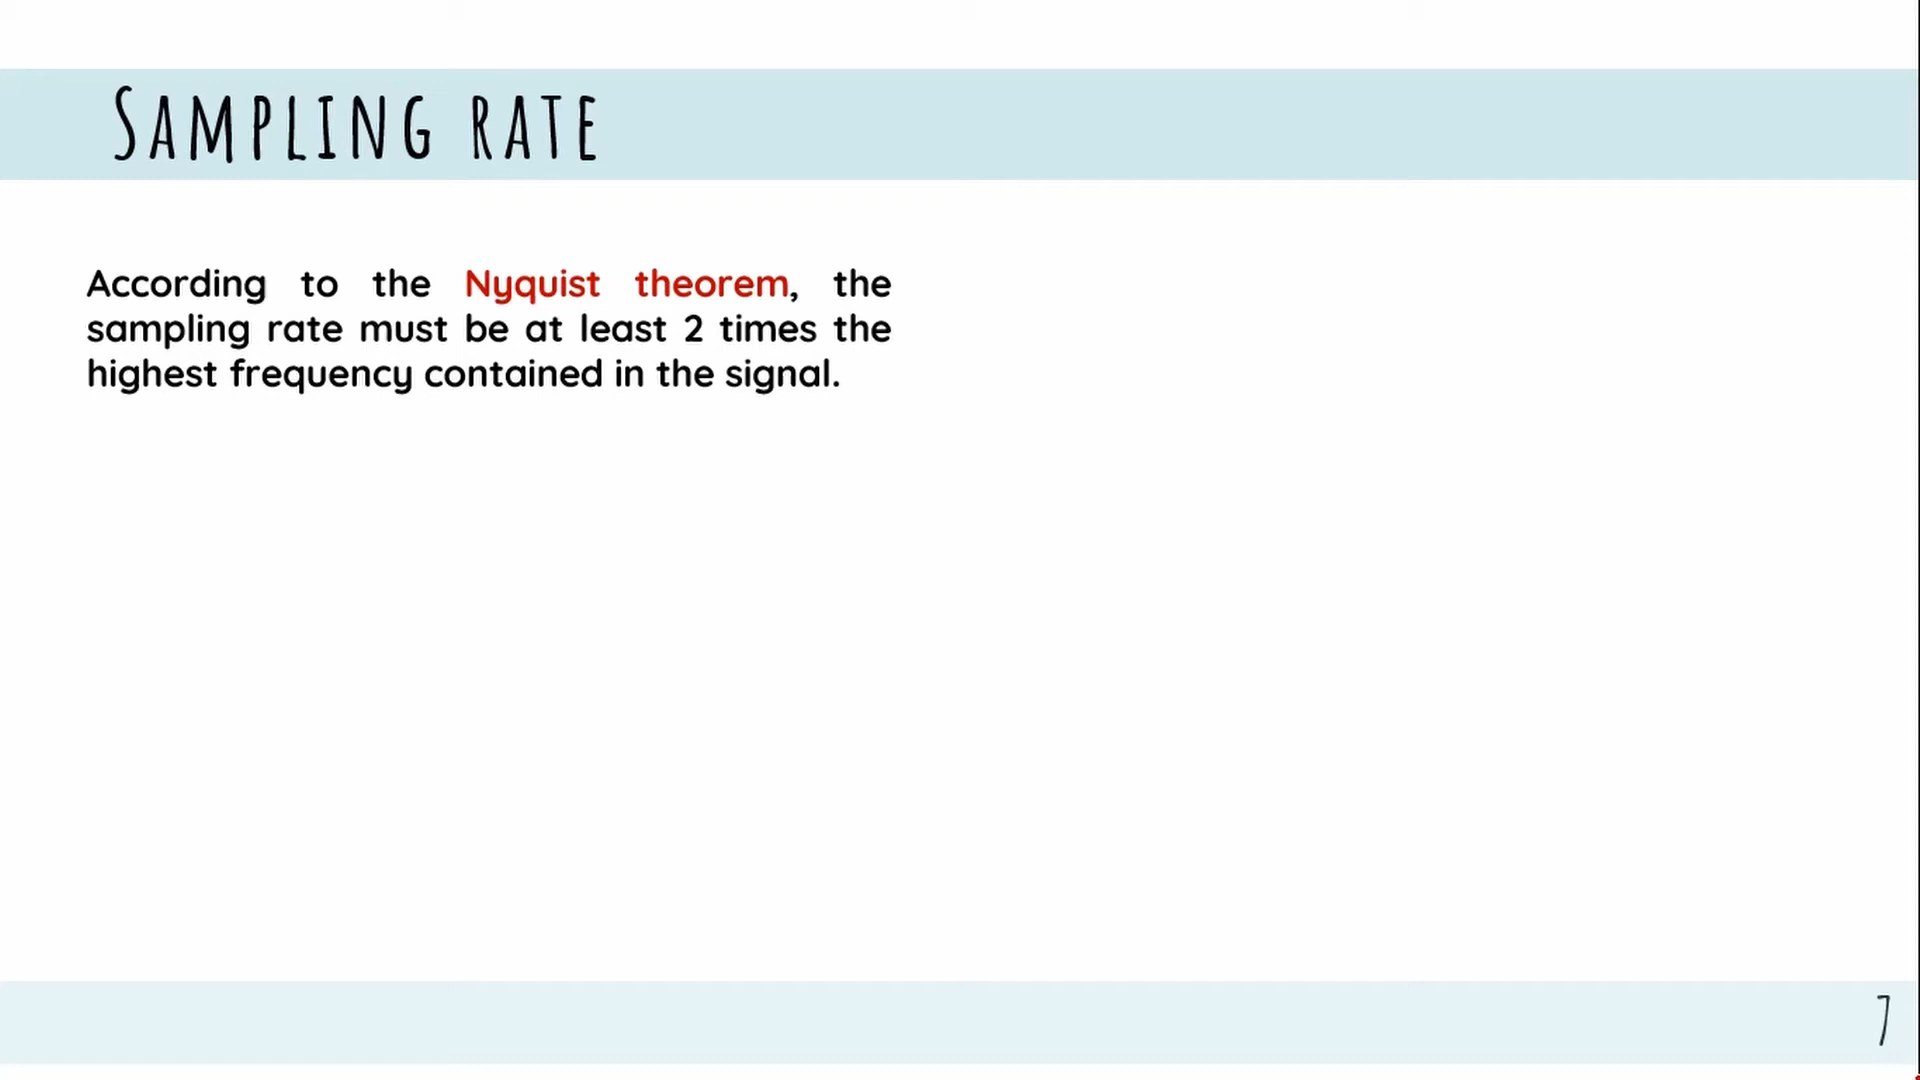 SAMPLING RATE
According to the Nyquist theorem, the
sampling rate must be at least 2 times the
highest frequency contained in the signal.
7